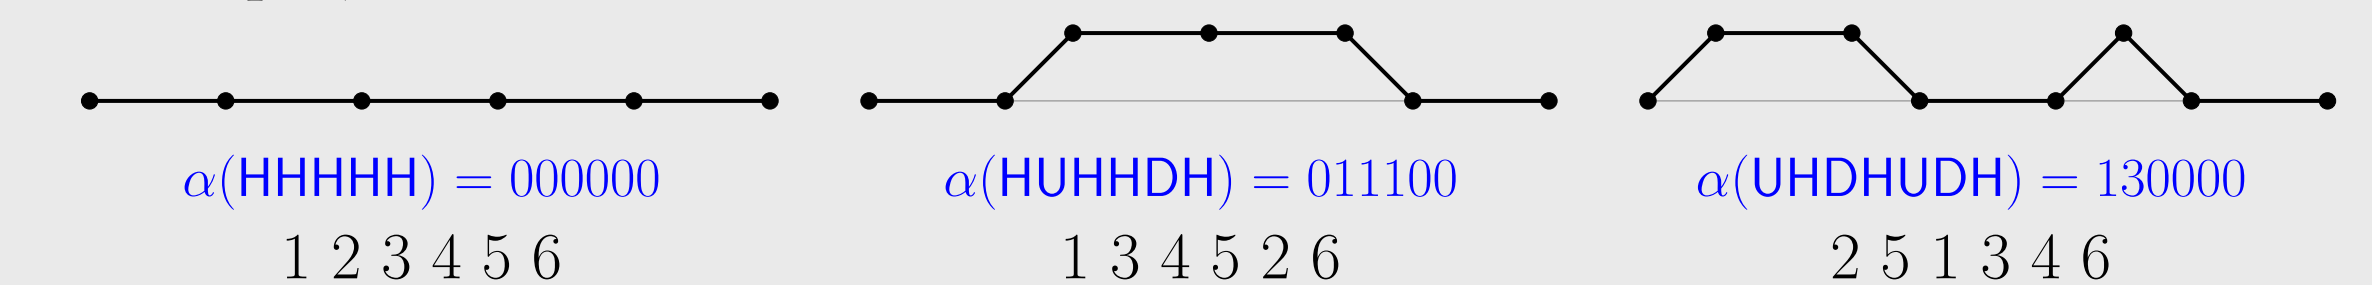 α(HHHHH) = 000000
α(HUHHDH) = 011100
α(UHDHUDH) = 130000
1 2 3 4 5 6
1 3 4 5 2 6
2 5 1 3 4 6